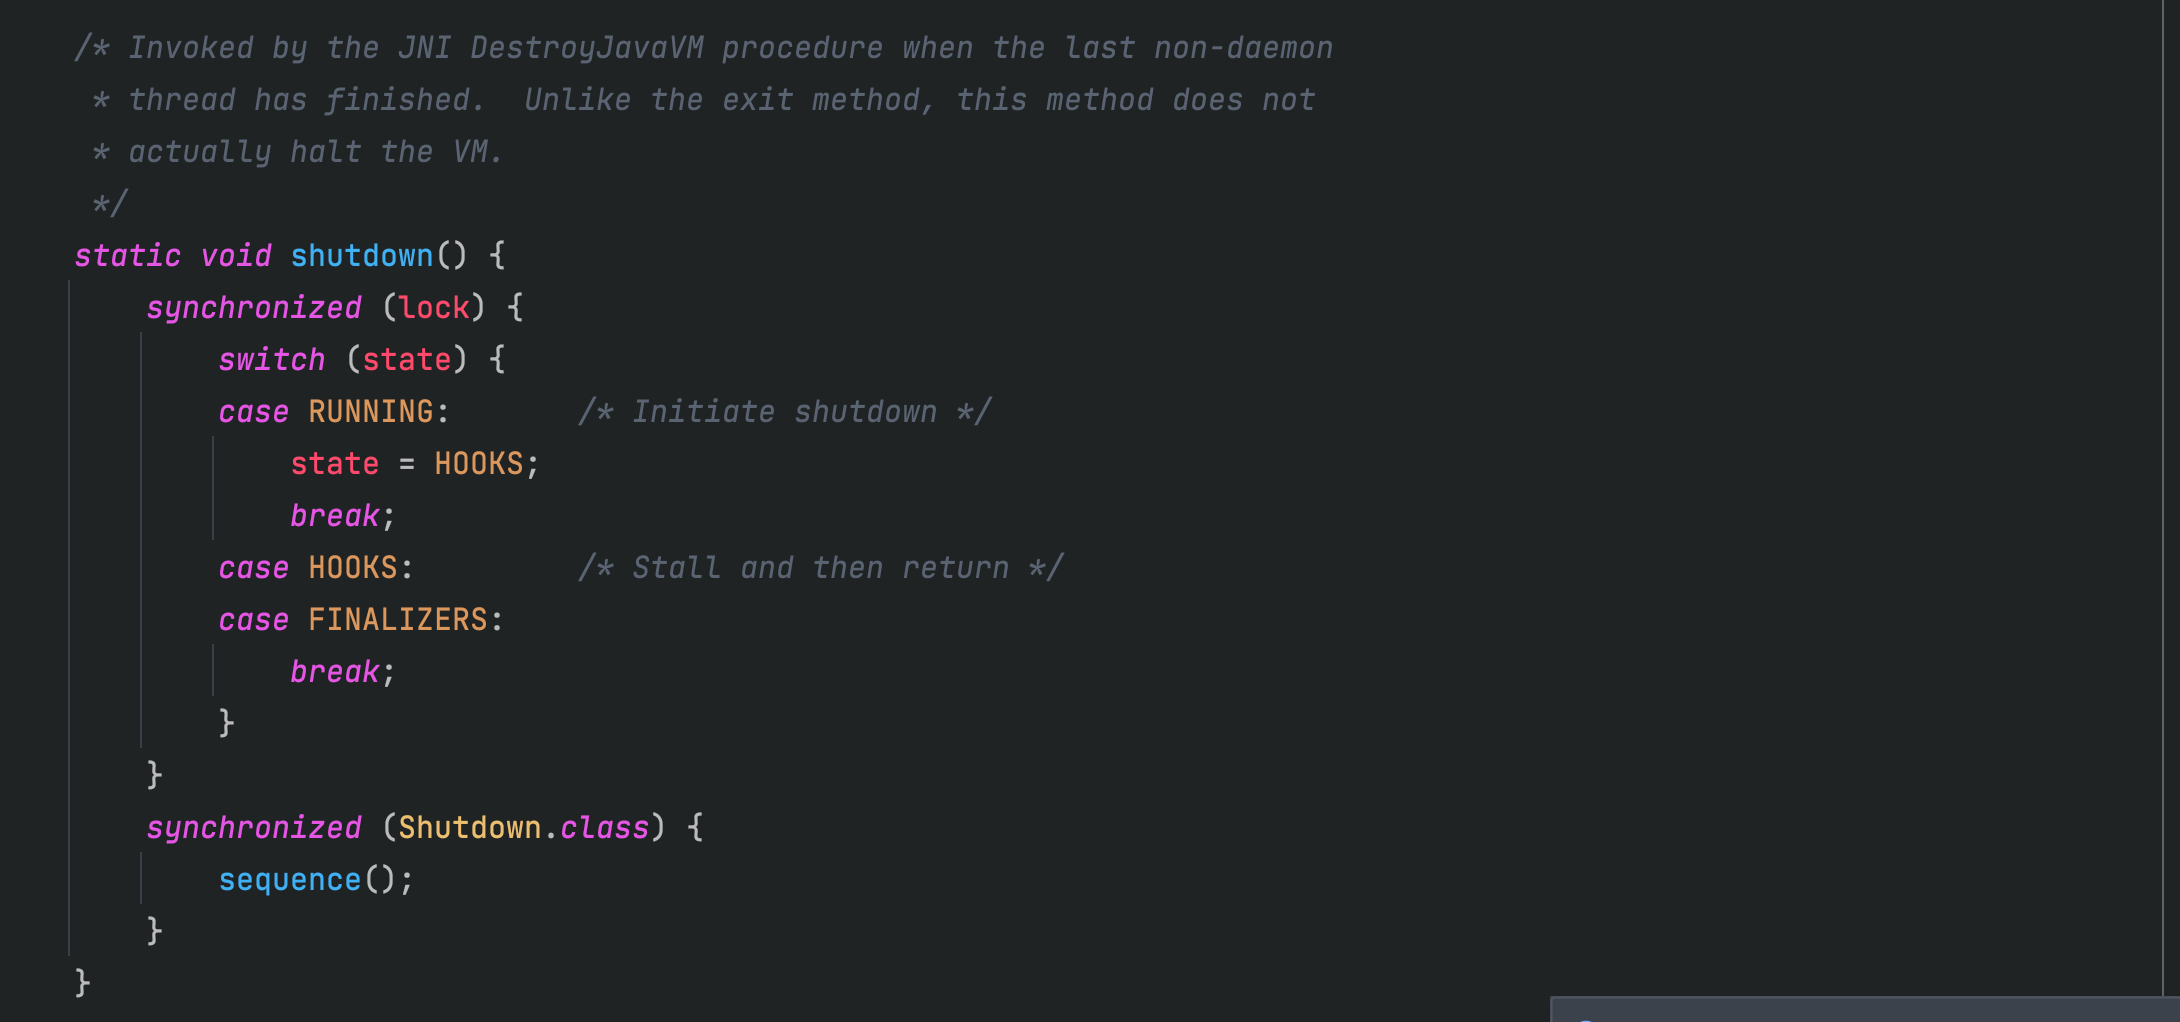 /* Invoked by the JNI DestroyJavaVM procedure when the last non-daemon
 * thread has finished.  Unlike the exit method, this method does not
 * actually halt the VM.
 */
static void shutdown() {
    synchronized (lock) {
        switch (state) {
        case RUNNING:       /* Initiate shutdown */
            state = HOOKS;
            break;
        case HOOKS:         /* Stall and then return */
        case FINALIZERS:
            break;
        }
    }
    synchronized (Shutdown.class) {
        sequence();
    }
}